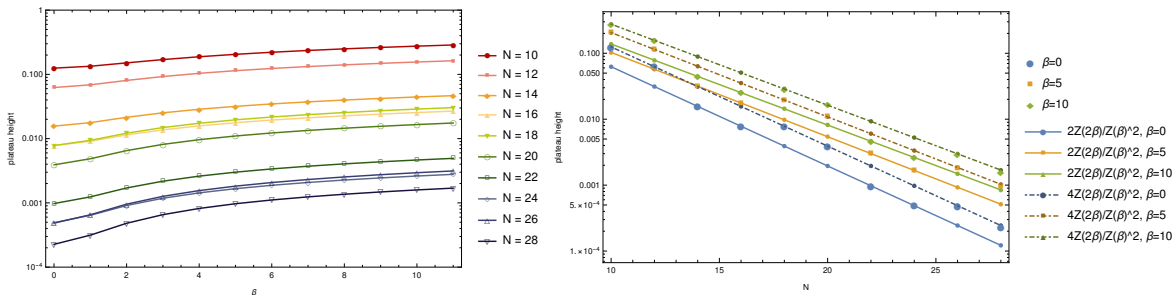 1
0.100
0.010
0.001
10⁻⁴
plateau height
0
2
4
6
8
10
β
N = 10
N = 12
N = 14
N = 16
N = 18
N = 20
N = 22
N = 24
N = 26
N = 28
0.100
0.050
0.010
0.005
0.001
5.×10⁻⁴
1.×10⁻⁴
plateau height
10
15
20
25
N
β=0
β=5
β=10
2Z(2β)/Z(β)^2, β=0
2Z(2β)/Z(β)^2, β=5
2Z(2β)/Z(β)^2, β=10
4Z(2β)/Z(β)^2, β=0
4Z(2β)/Z(β)^2, β=5
4Z(2β)/Z(β)^2, β=10